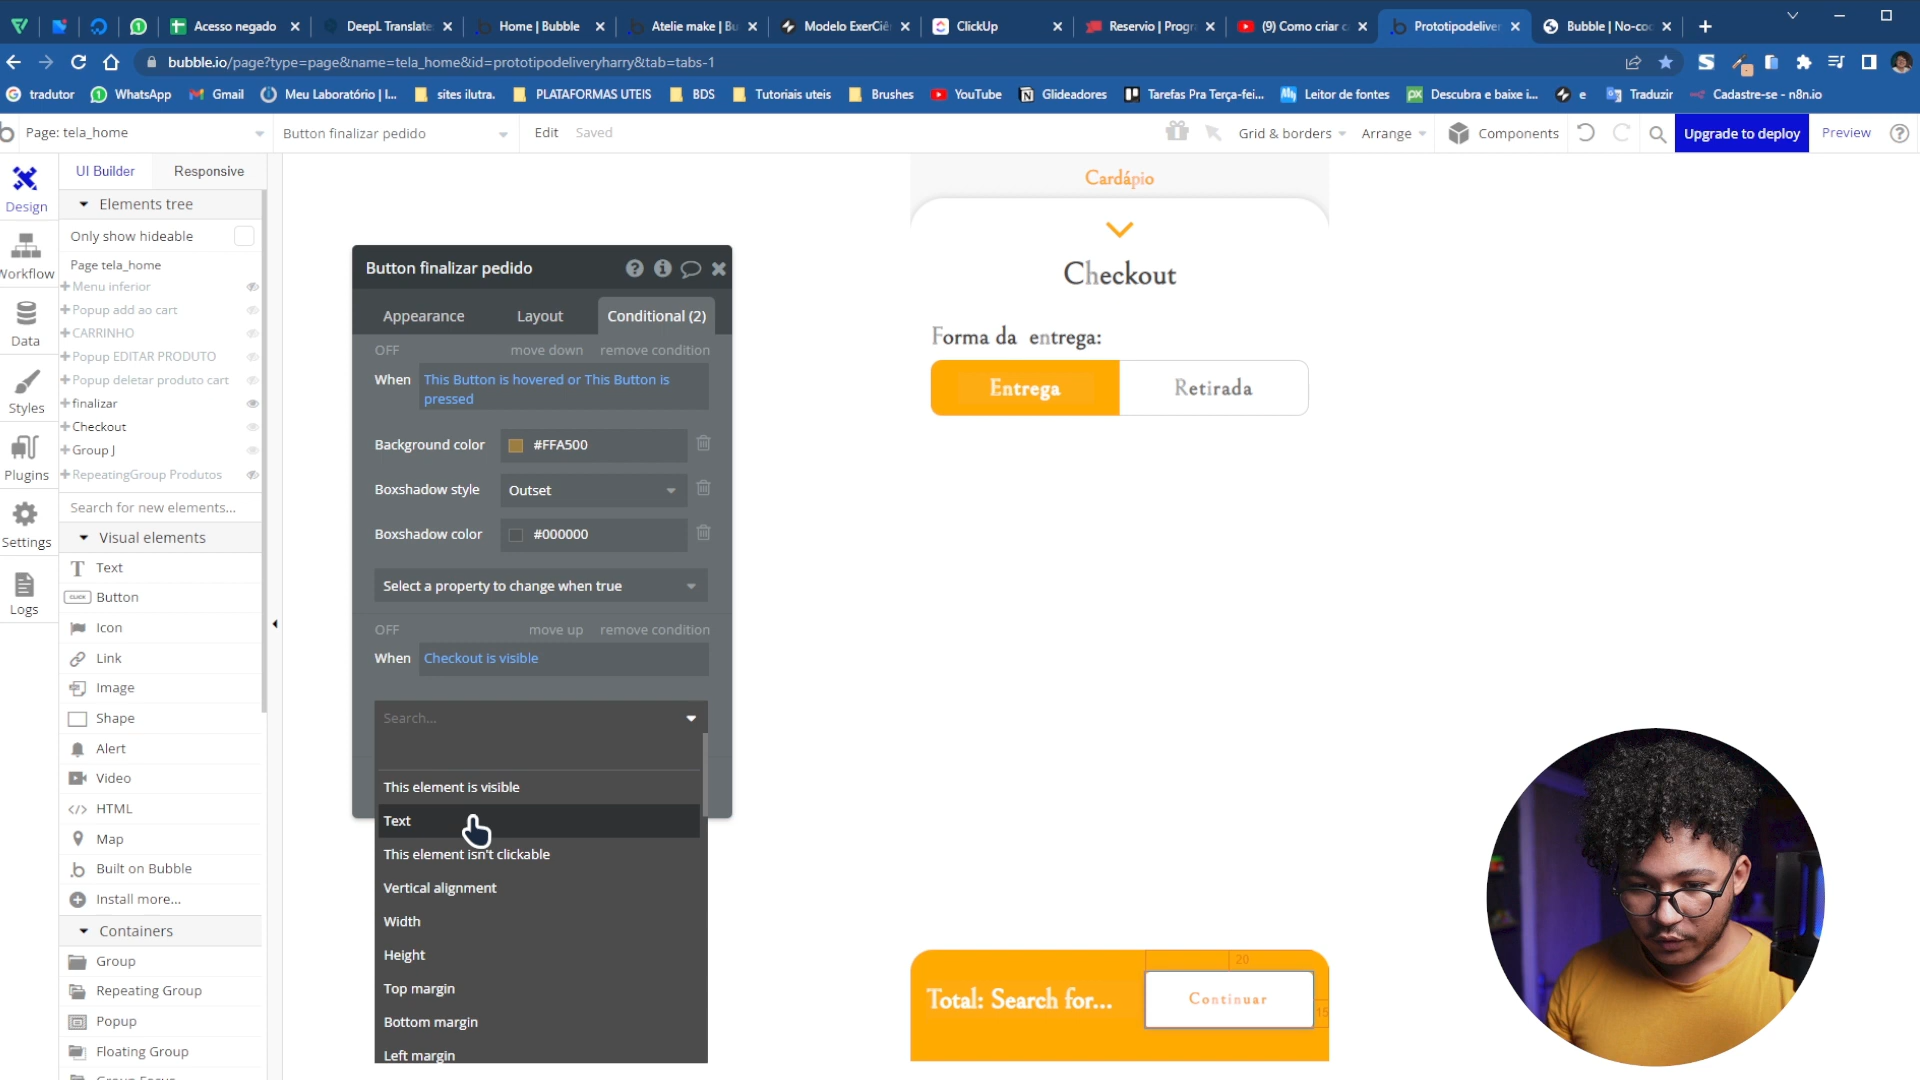 Acesso negado
DeepL Translate
Home | Bubble
Atelie make | Bu
Modelo ExerCiê
ClickUp
Reservio | Progr
(9) Como criar c
Prototipodeliver
Bubble | No-co
bubble.io/page?type=page&name=tela_home&id=prototipodeliveryharry&tab=tabs-1
tradutor
WhatsApp
Gmail
Meu Laboratório | I...
sites ilutra.
PLATAFORMAS UTEIS
BDS
Tutoriais uteis
Brushes
YouTube
Glideadores
Tarefas Pra Terça-fei...
Leitor de fontes
Descubra e baixe i...
e
Traduzir
Cadastre-se - n8n.io
Page: tela_home
Button finalizar pedido
Edit
Saved
Grid & borders
Arrange
Components
Upgrade to deploy
Preview
Design
Workflow
Data
Styles
Plugins
Settings
Logs
UI Builder
Responsive
Elements tree
Only show hideable
Page tela_home
Menu inferior
Popup add ao cart
CARRINHO
Popup EDITAR PRODUTO
Popup deletar produto cart
finalizar
Checkout
Group J
RepeatingGroup Produtos
Search for new elements...
Visual elements
Text
Button
Icon
Link
Image
Shape
Alert
Video
HTML
Map
Built on Bubble
Install more...
Containers
Group
Repeating Group
Popup
Floating Group
Button finalizar pedido
Appearance
Layout
Conditional (2)
OFF
move down
remove condition
When
This Button is hovered or This Button is
pressed
Background color
#FFA500
Boxshadow style
Outset
Boxshadow color
#000000
Select a property to change when true
OFF
move up
remove condition
When
Checkout is visible
Search...
This element is visible
Text
This element isn't clickable
Vertical alignment
Width
Height
Top margin
Bottom margin
Left margin
Cardápio
Checkout
Forma da entrega:
Entrega
Retirada
20
Total: Search for...
Continuar
15